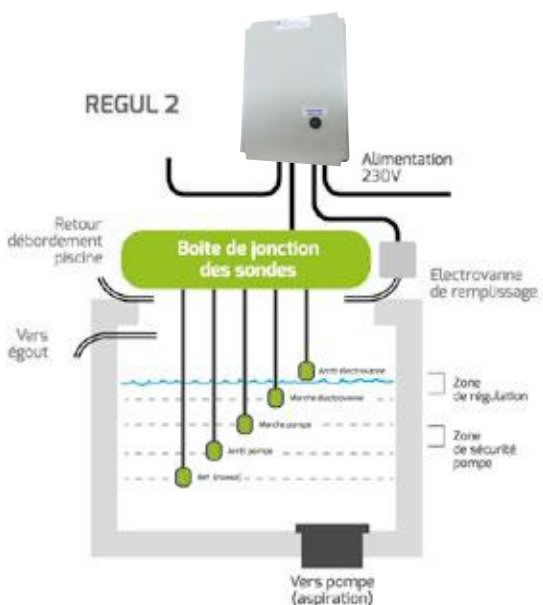 REGUL 2
Alimentation
230V
Retour
débordement
piscine
Boite de jonction
des sondes
Electrovanne
de remplissage
Vers
égout
Arrêt électrovanne
Marche électrovanne
Marche pompe
Arrêt pompe
Zone
de régulation
Zone
de sécurité
pompe
Vers pompe
(aspiration)